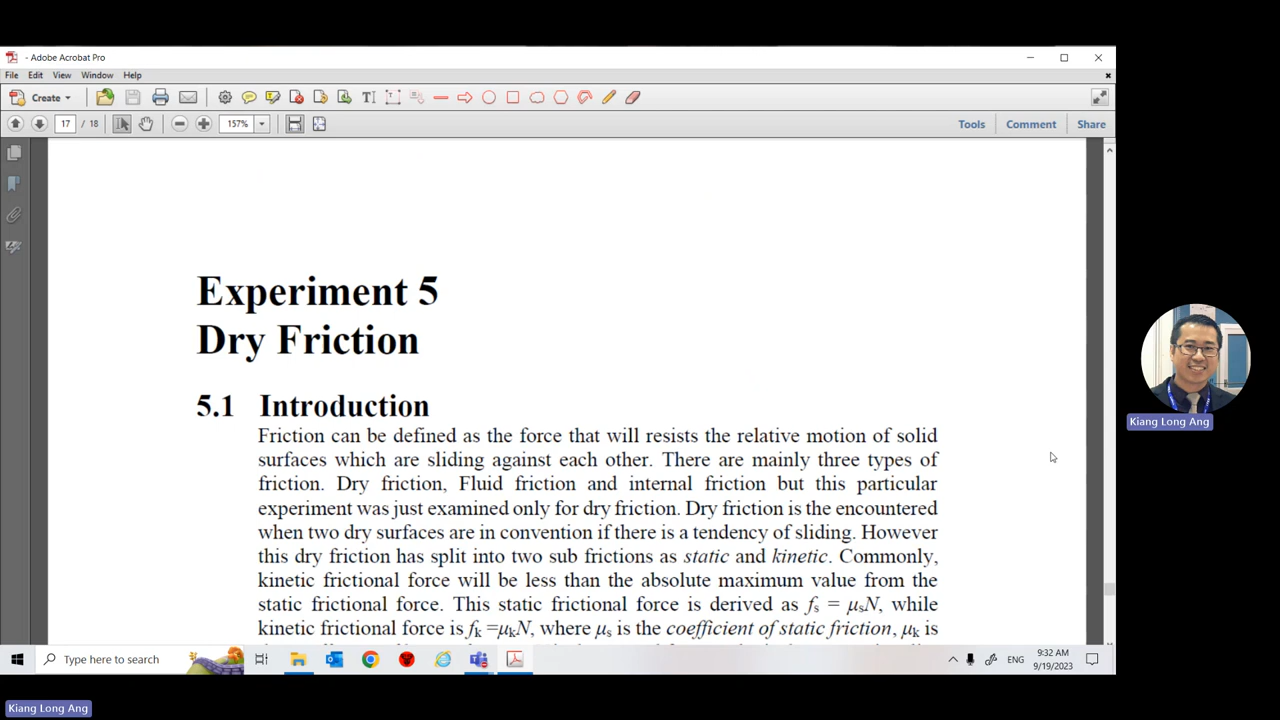 - Adobe Acrobat Pro
File Edit View Window Help
Create
17 / 18 157% Tools Comment Share
Experiment 5
Dry Friction
5.1 Introduction
Friction can be defined as the force that will resists the relative motion of solid
surfaces which are sliding against each other. There are mainly three types of
friction. Dry friction, Fluid friction and internal friction but this particular
experiment was just examined only for dry friction. Dry friction is the encountered
when two dry surfaces are in convention if there is a tendency of sliding. However
this dry friction has split into two sub frictions as static and kinetic. Commonly,
kinetic frictional force will be less than the absolute maximum value from the
static frictional force. This static frictional force is derived as fs = μsN, while
kinetic frictional force is fk =μkN, where μs is the coefficient of static friction, μk is
Kiang Long Ang
Type here to search
ENG
9:32 AM
9/19/2023
Kiang Long Ang